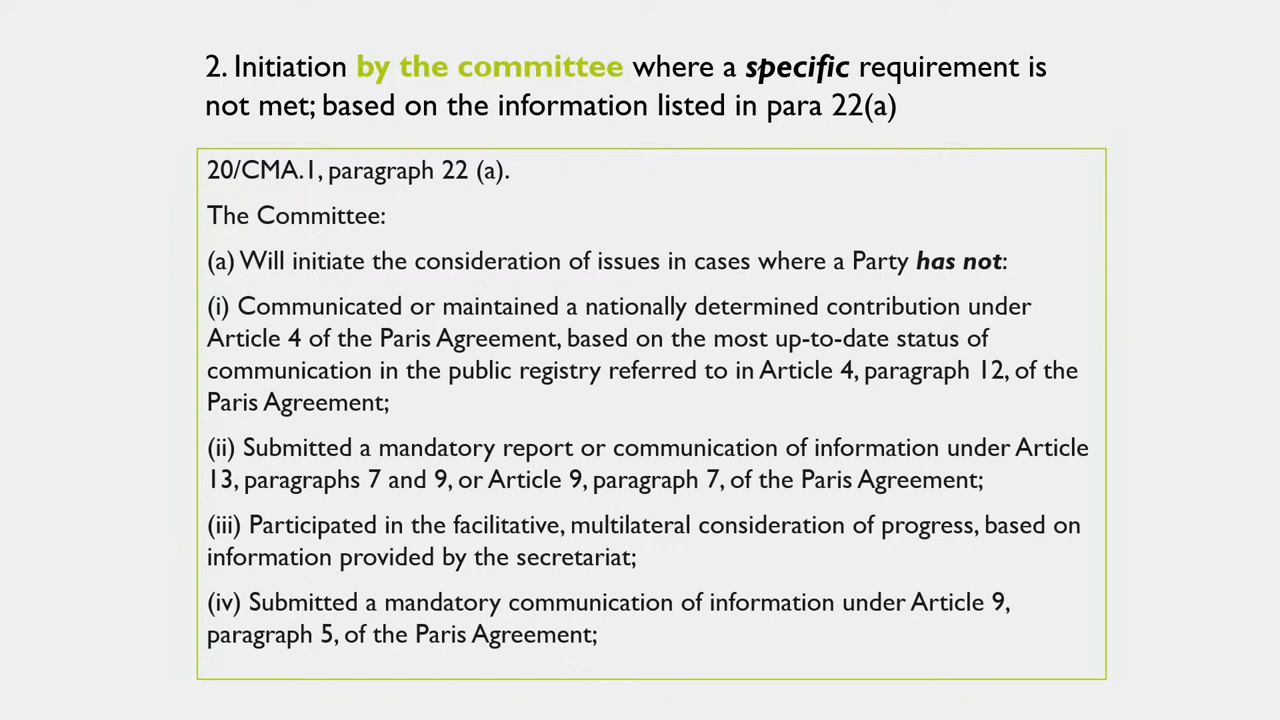 2. Initiation by the committee where a specific requirement is
not met; based on the information listed in para 22(a)
20/CMA.1, paragraph 22 (a).
The Committee:
(a) Will initiate the consideration of issues in cases where a Party has not:
(i) Communicated or maintained a nationally determined contribution under
Article 4 of the Paris Agreement, based on the most up-to-date status of
communication in the public registry referred to in Article 4, paragraph 12, of the
Paris Agreement;
(ii) Submitted a mandatory report or communication of information under Article
13, paragraphs 7 and 9, or Article 9, paragraph 7, of the Paris Agreement;
(iii) Participated in the facilitative, multilateral consideration of progress, based on
information provided by the secretariat;
(iv) Submitted a mandatory communication of information under Article 9,
paragraph 5, of the Paris Agreement;